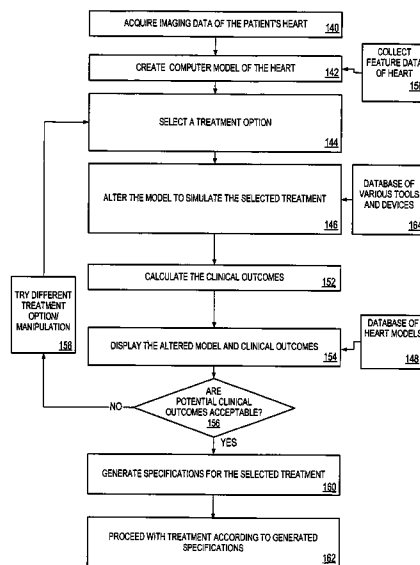 ACQUIRE IMAGING DATA OF THE PATIENT'S HEART
140
CREATE COMPUTER MODEL OF THE HEART
142
COLLECT
FEATURE DATA
OF HEART
150
SELECT A TREATMENT OPTION
144
ALTER THE MODEL TO SIMULATE THE SELECTED TREATMENT
146
DATABASE OF
VARIOUS TOOLS
AND DEVICES
164
CALCULATE THE CLINICAL OUTCOMES
152
TRY DIFFERENT
TREATMENT
OPTION/
MANIPULATION
158
DISPLAY THE ALTERED MODEL AND CLINICAL OUTCOMES
154
DATABASE OF
HEART MODELS
148
ARE
POTENTIAL CLINICAL
OUTCOMES ACCEPTABLE?
156
NO
YES
GENERATE SPECIFICATIONS FOR THE SELECTED TREATMENT
160
PROCEED WITH TREATMENT ACCORDING TO GENERATED
SPECIFICATIONS
162